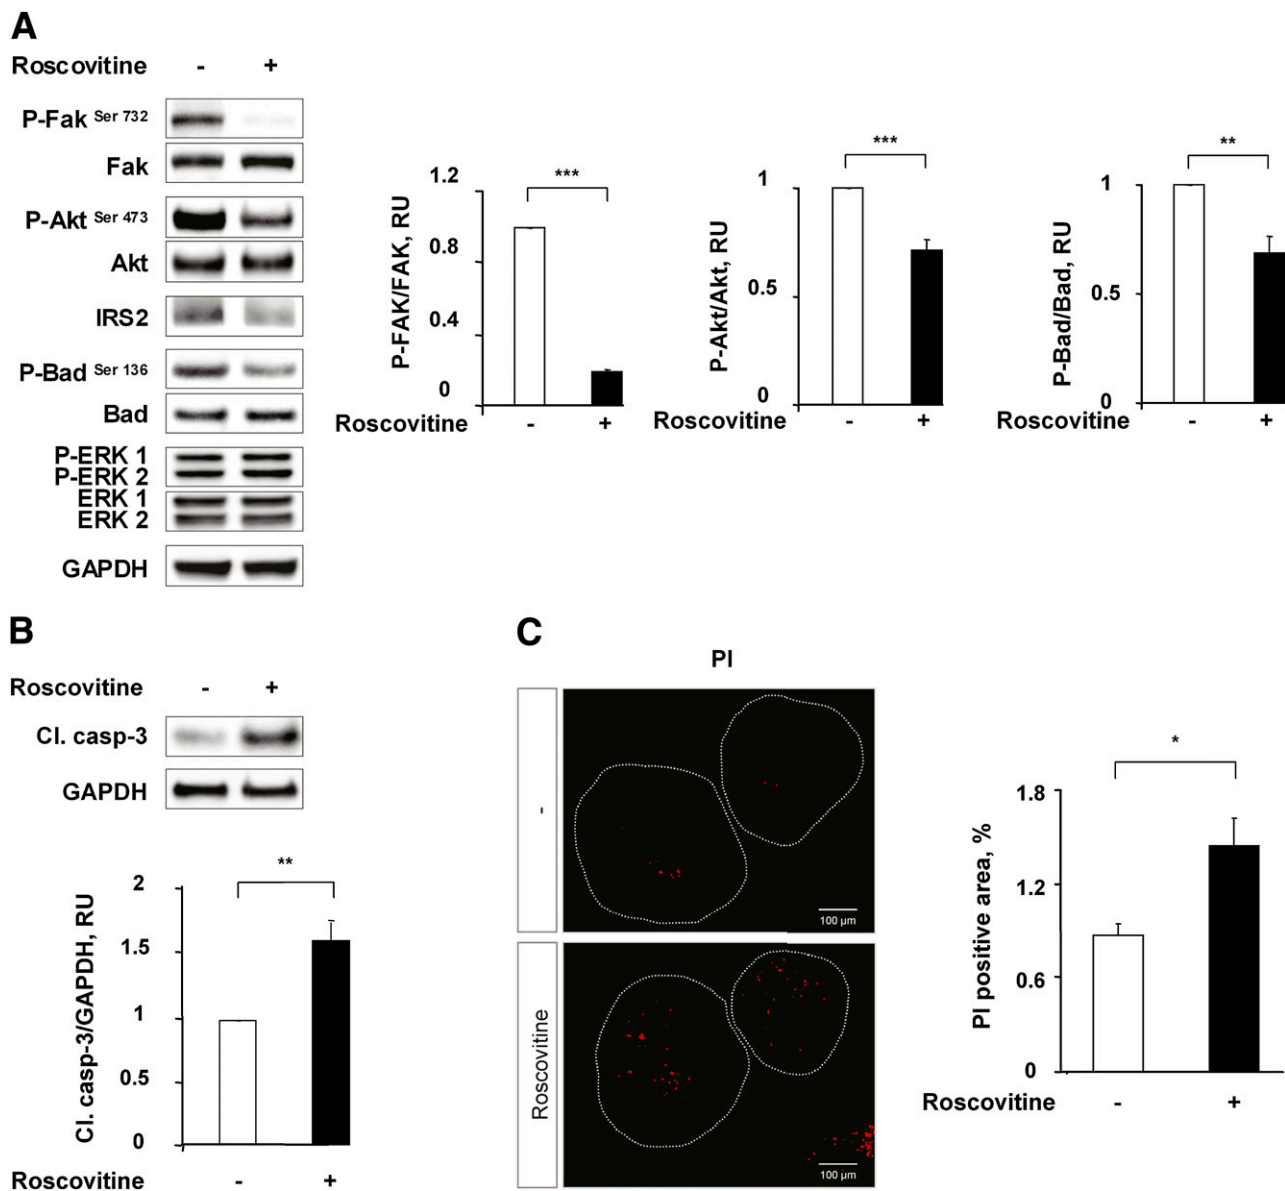 A
Roscovitine - +
P-Fak Ser 732
Fak
P-Akt Ser 473
Akt
IRS2
P-Bad Ser 136
Bad
P-ERK 1
P-ERK 2
ERK 1
ERK 2
GAPDH
***
1.2
0.8
0.4
0
P-FAK/FAK, RU
Roscovitine - +
***
1
0.5
0
P-Akt/Akt, RU
Roscovitine - +
**
1
0.5
0
P-Bad/Bad, RU
Roscovitine - +
B
Roscovitine - +
Cl. casp-3
GAPDH
**
2
1.5
1
0.5
0
Cl. casp-3/GAPDH, RU
Roscovitine - +
C
PI
-
100 µm
Roscovitine
100 µm
*
1.8
1.2
0.6
0
PI positive area, %
Roscovitine - +